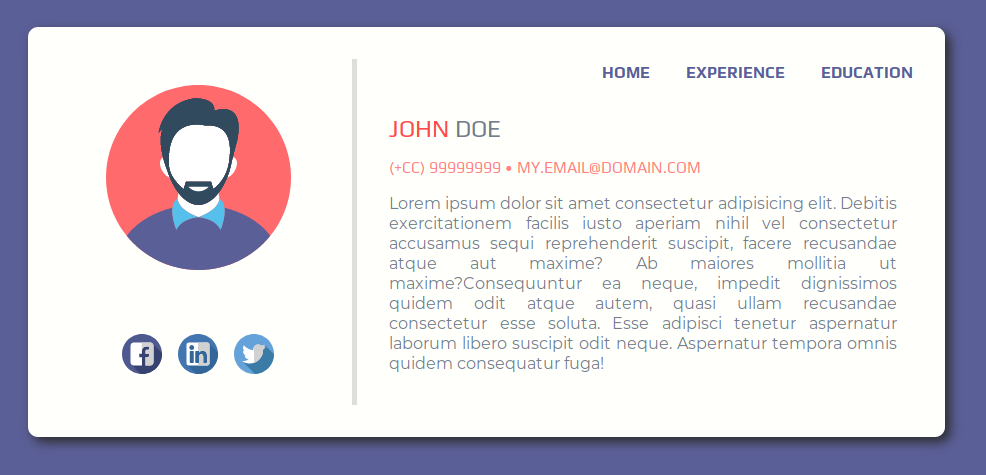 HOME EXPERIENCE EDUCATION
JOHN DOE
(+CC) 99999999 • MY.EMAIL@DOMAIN.COM
Lorem ipsum dolor sit amet consectetur adipisicing elit. Debitis
exercitationem facilis iusto aperiam nihil vel consectetur
accusamus sequi reprehenderit suscipit, facere recusandae
atque aut maxime? Ab maiores mollitia ut
maxime?Consequuntur ea neque, impedit dignissimos
quidem odit atque autem, quasi ullam recusandae
consectetur esse soluta. Esse adipisci tenetur aspernatur
laborum libero suscipit odit neque. Aspernatur tempora omnis
quidem consequatur fuga!
f in